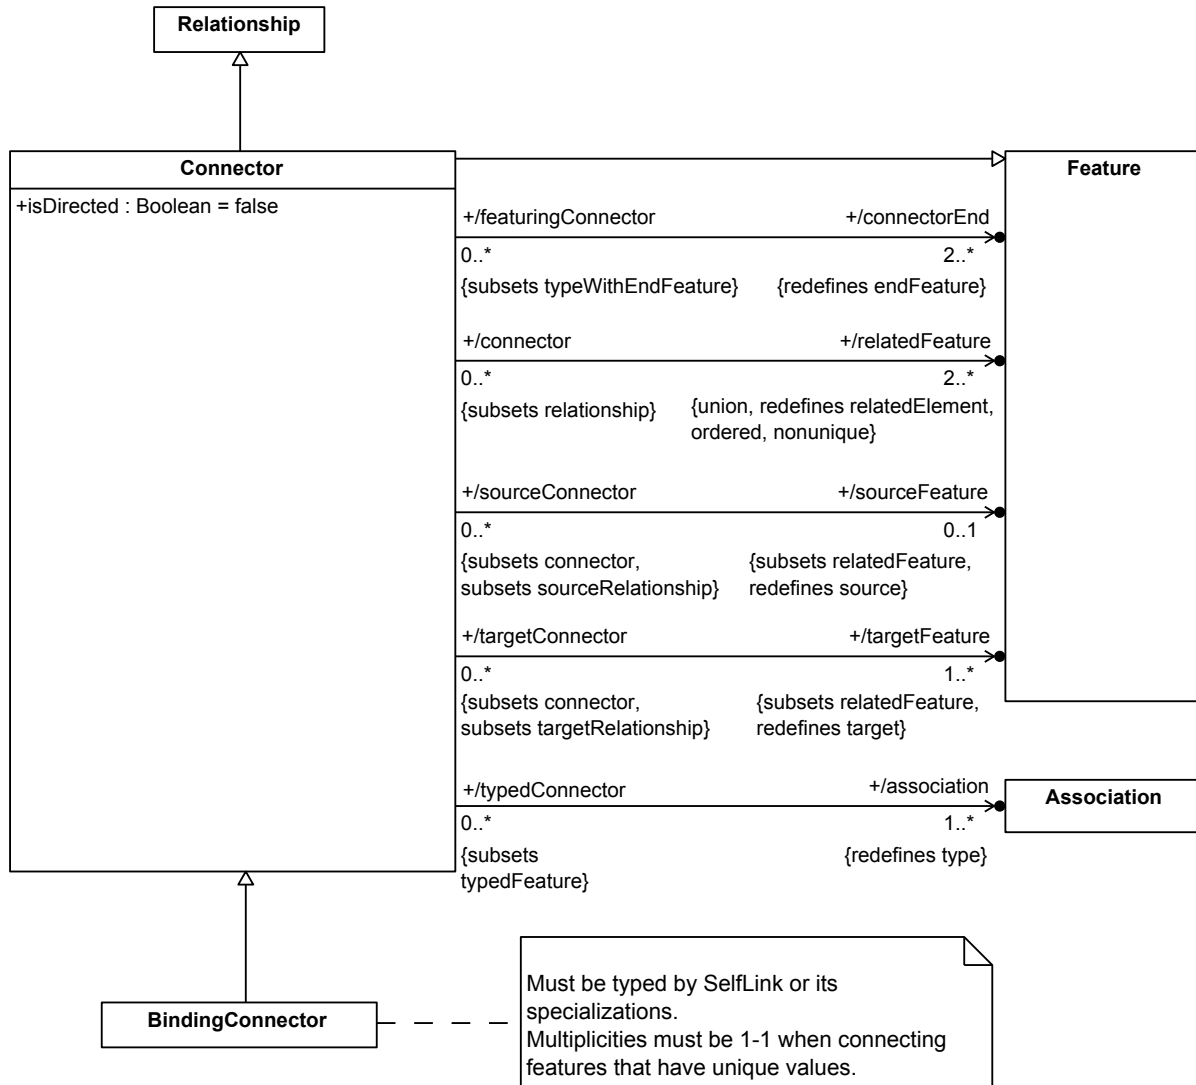 Relationship
Connector
Feature
+isDirected : Boolean = false
+/featuringConnector
+/connectorEnd
0..*
2..*
{subsets typeWithEndFeature}
{redefines endFeature}
+/connector
+/relatedFeature
0..*
2..*
{subsets relationship}
{union, redefines relatedElement,
ordered, nonunique}
+/sourceConnector
+/sourceFeature
0..*
0..1
{subsets connector,
subsets sourceRelationship}
{subsets relatedFeature,
redefines source}
+/targetConnector
+/targetFeature
0..*
1..*
{subsets connector,
subsets targetRelationship}
{subsets relatedFeature,
redefines target}
+/typedConnector
+/association
Association
0..*
1..*
{subsets
typedFeature}
{redefines type}
BindingConnector
Must be typed by SelfLink or its
specializations.
Multiplicities must be 1-1 when connecting
features that have unique values.